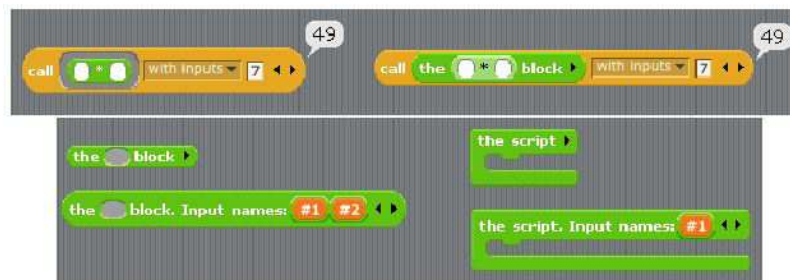 call * with inputs 7 49
call the * block with inputs 7 49
the block
the block. Input names: #1 #2
the script
the script. Input names: #1